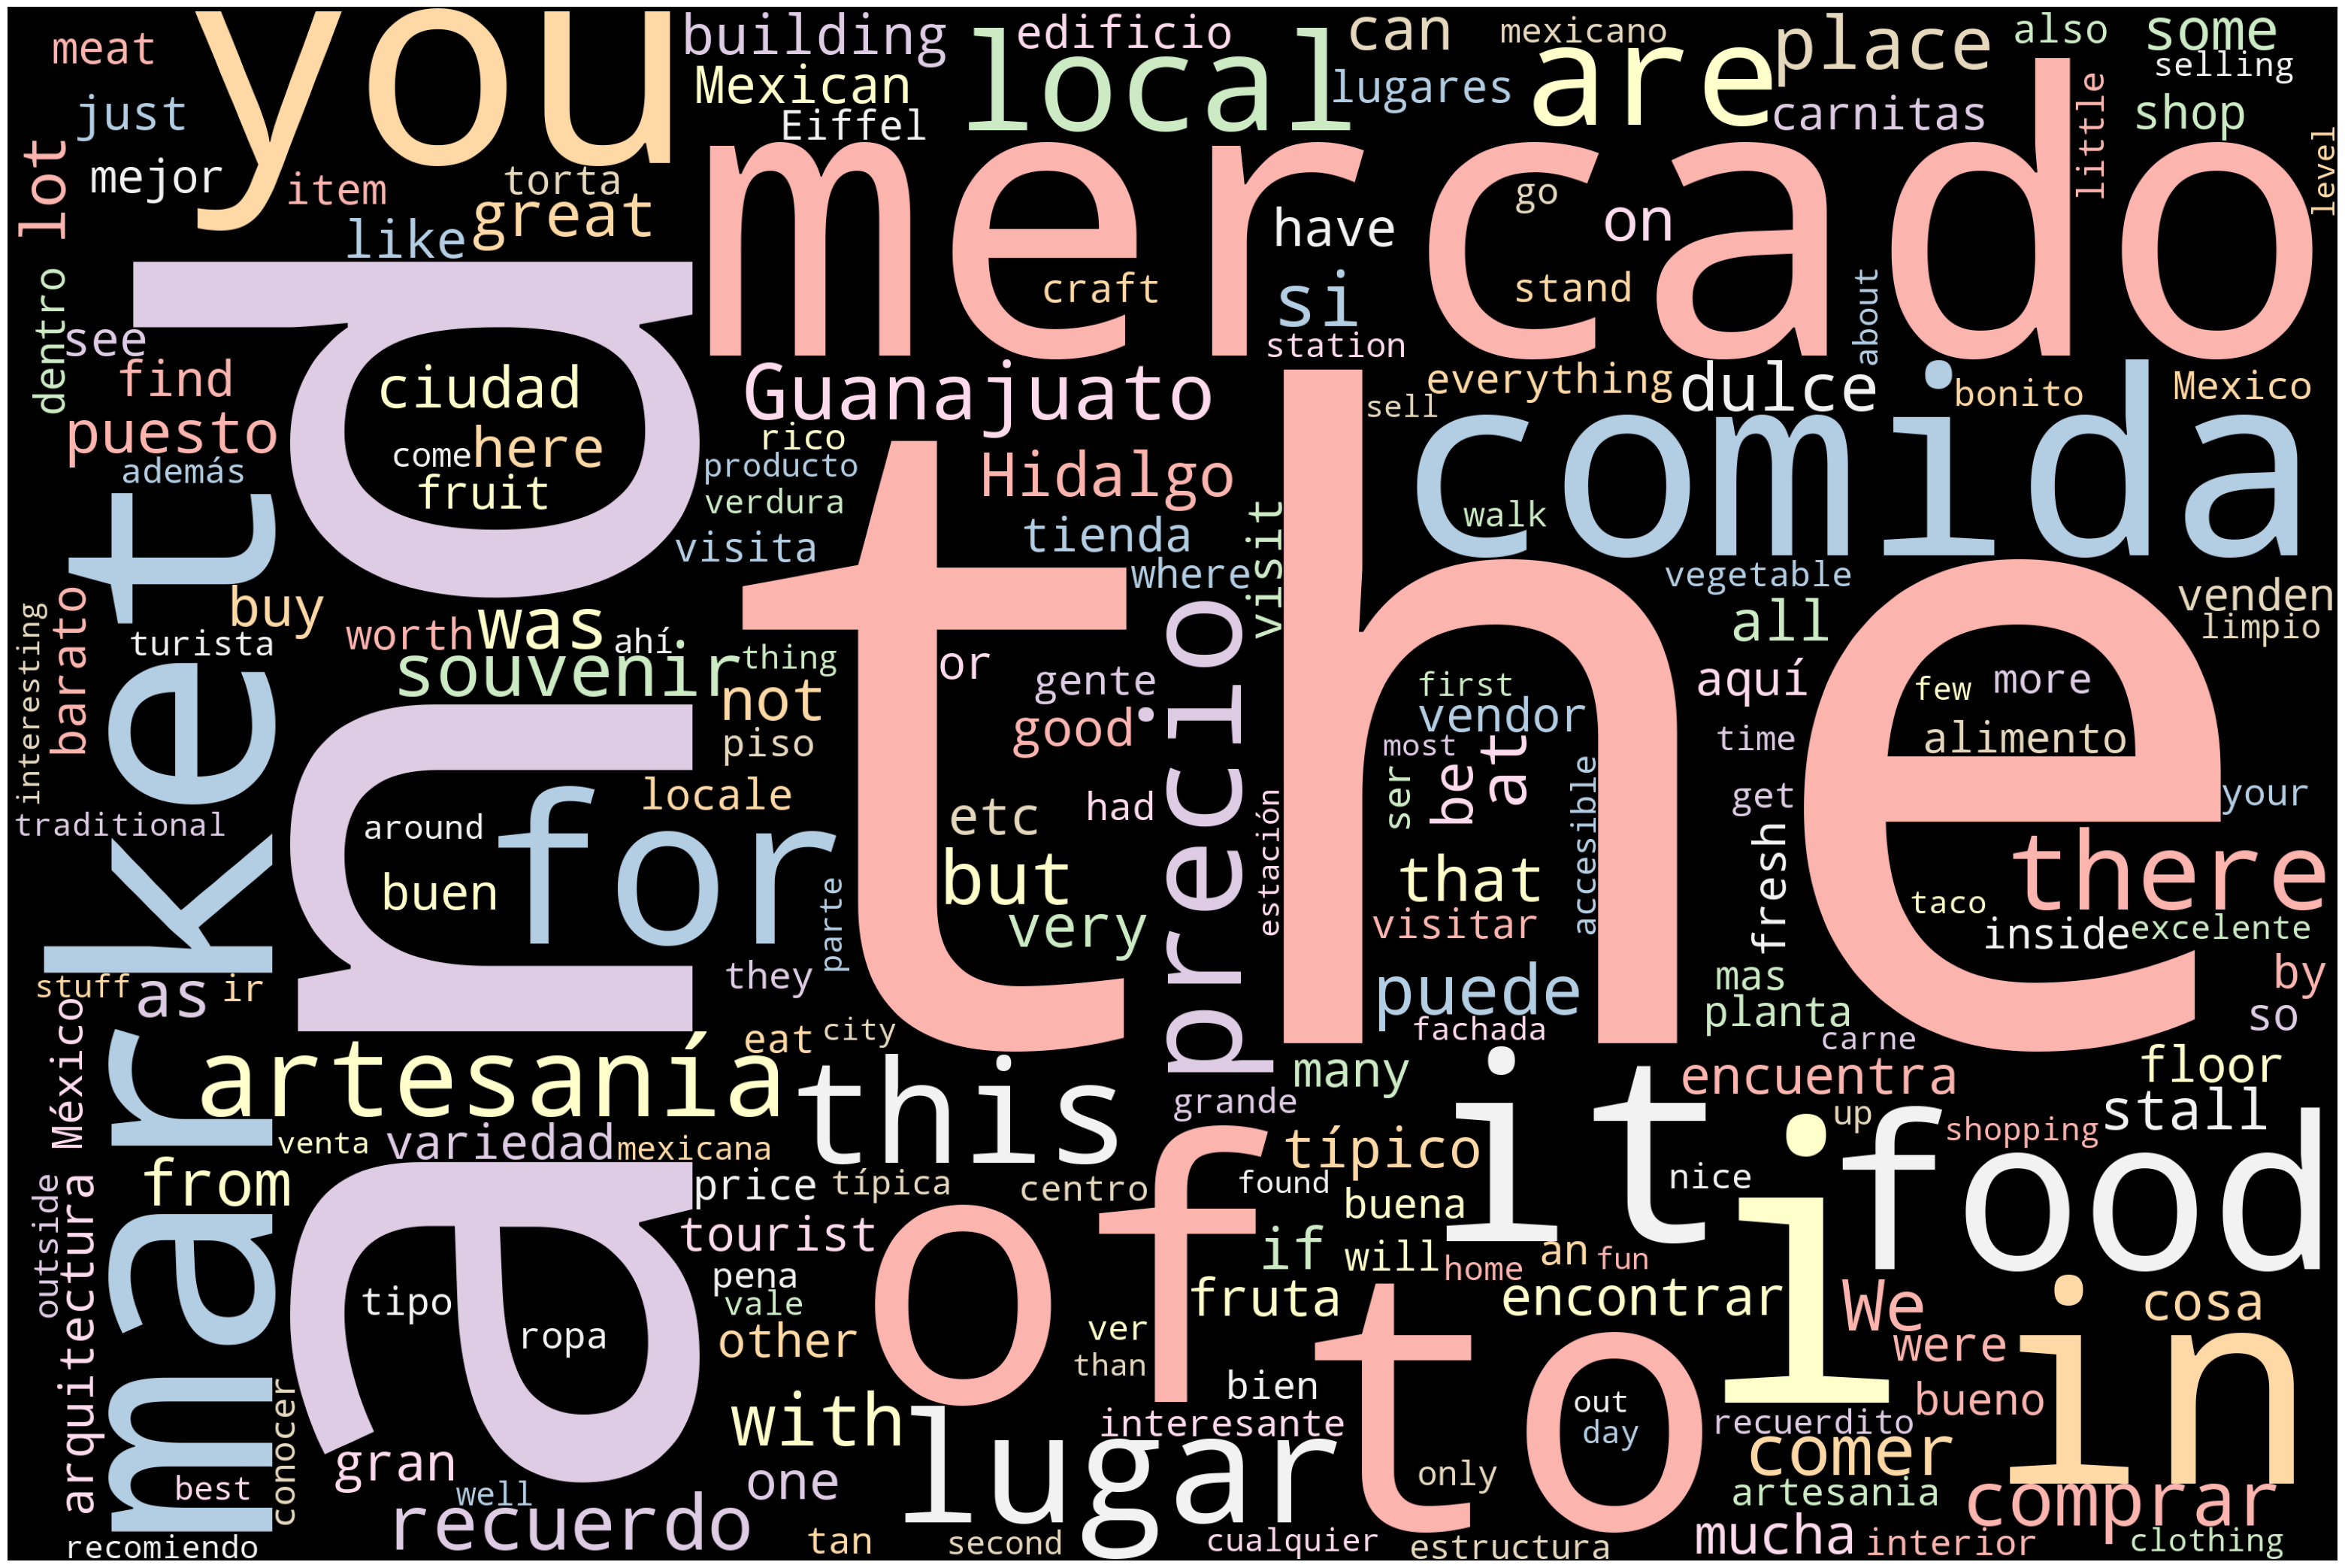 you
meat
just
mejor
item
like
great
torta
lot
building
Mexican
Eiffel
edificio
local
can
lugares
mexicano
are
place
carnitas
also
some
selling
shop
little
level
mercado
have
on
go
craft
si
stand
station
about
dentro
see
find
puesto
además
and
ciudad
come
here
fruit
Guanajuato
rico
producto
verdura
visita
Hidalgo
tienda
where
visit
the
everything
sell
dulce
bonito
Mexico
comida
walk
vegetable
venden
limpio
all
aquí
few
more
alimento
time
get
your
market
buy
turista
interesting
barato
traditional
worth
was
ahí
souvenir
thing
not
piso
locale
or
gente
good
etc
had
precio
first
vendor
most
ser
be
at
accesible
estación
around
for
buen
parte
but
very
that
visitar
fresh
there
taco
inside
excelente
stuff
as
ir
they
puede
mas
planta
by
so
México
eat
city
fachada
carne
artesanía
this
many
grande
it
encuentra
floor
stall
venta
variedad
mexicana
up
shopping
food
from
price
típica
centro
of
found
típico
nice
i
arquitectura
outside
tourist
buena
if
will
home
an
fun
tipo
ropa
pena
vale
other
ver
than
fruta
encontrar
We
cosa
were
in
to
bien
interesante
out
day
recuerdito
bueno
conocer
best
gran
well
with
one
lugar
only
comer
artesania
comprar
recomiendo
recuerdo
tan
second
cualquier
estructura
mucha
interior
clothing